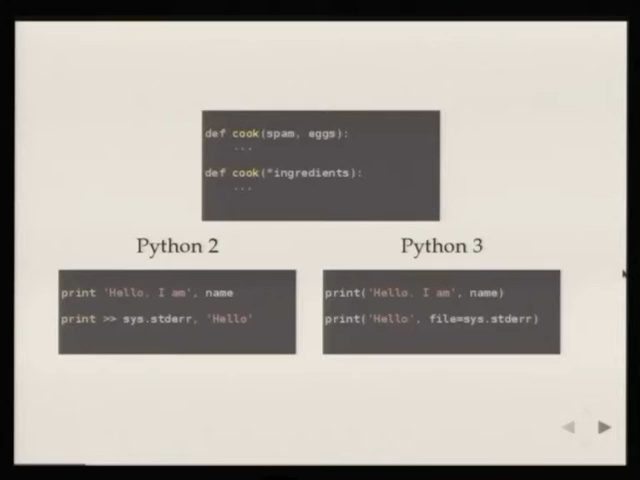 def cook(spam, eggs):
...
def cook(*ingredients):
...
Python 2
Python 3
print 'Hello, I am', name
print >> sys.stderr, 'Hello'
print('Hello, I am', name)
print('Hello', file=sys.stderr)